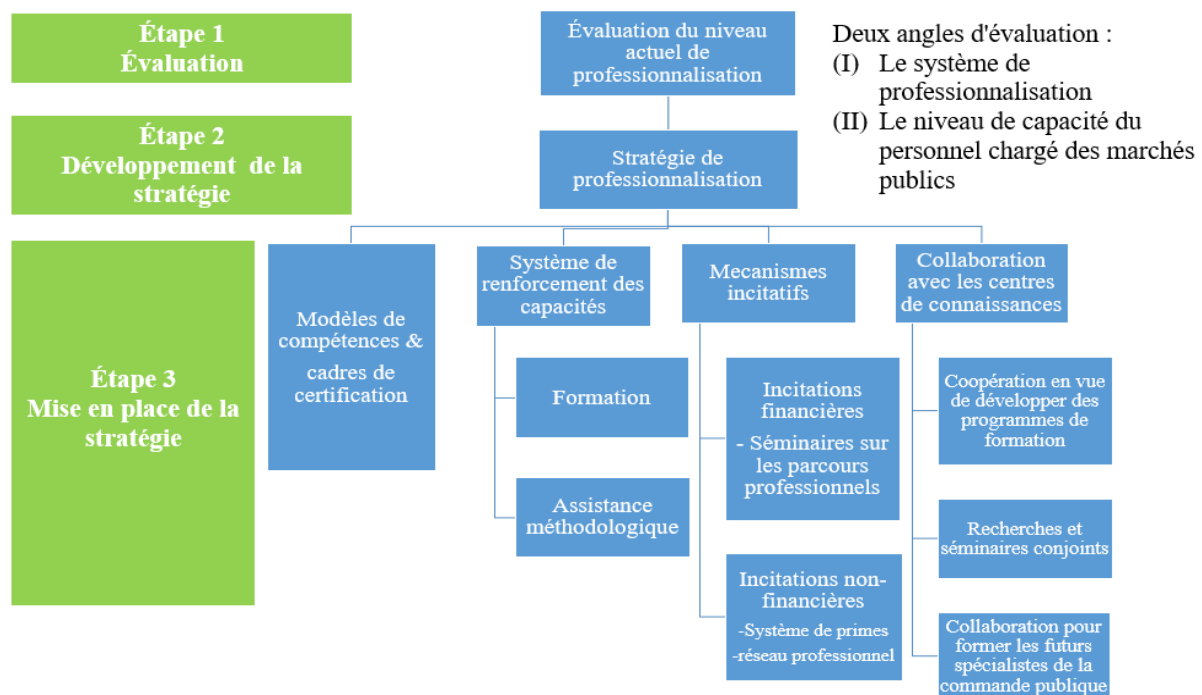 Étape 1
Évaluation
Évaluation du niveau
actuel de
professionnalisation
Deux angles d'évaluation :
(I) Le système de
professionnalisation
(II) Le niveau de capacité du
personnel chargé des marchés
publics
Étape 2
Développement de la
stratégie
Stratégie de
professionnalisation
Étape 3
Mise en place de la
stratégie
Modèles de
compétences &
cadres de
certification
Système de
renforcement des
capacités
Formation
Assistance
méthodologique
Mecanismes
incitatifs
Incitations
financières
- Séminaires sur
les parcours
professionnels
Incitations non-
financières
-Système de primes
-réseau professionnel
Collaboration
avec les centres
de connaissances
Coopération en vue
de développer des
programmes de
formation
Recherches et
séminaires conjoints
Collaboration pour
former les futurs
spécialistes de la
commande publique